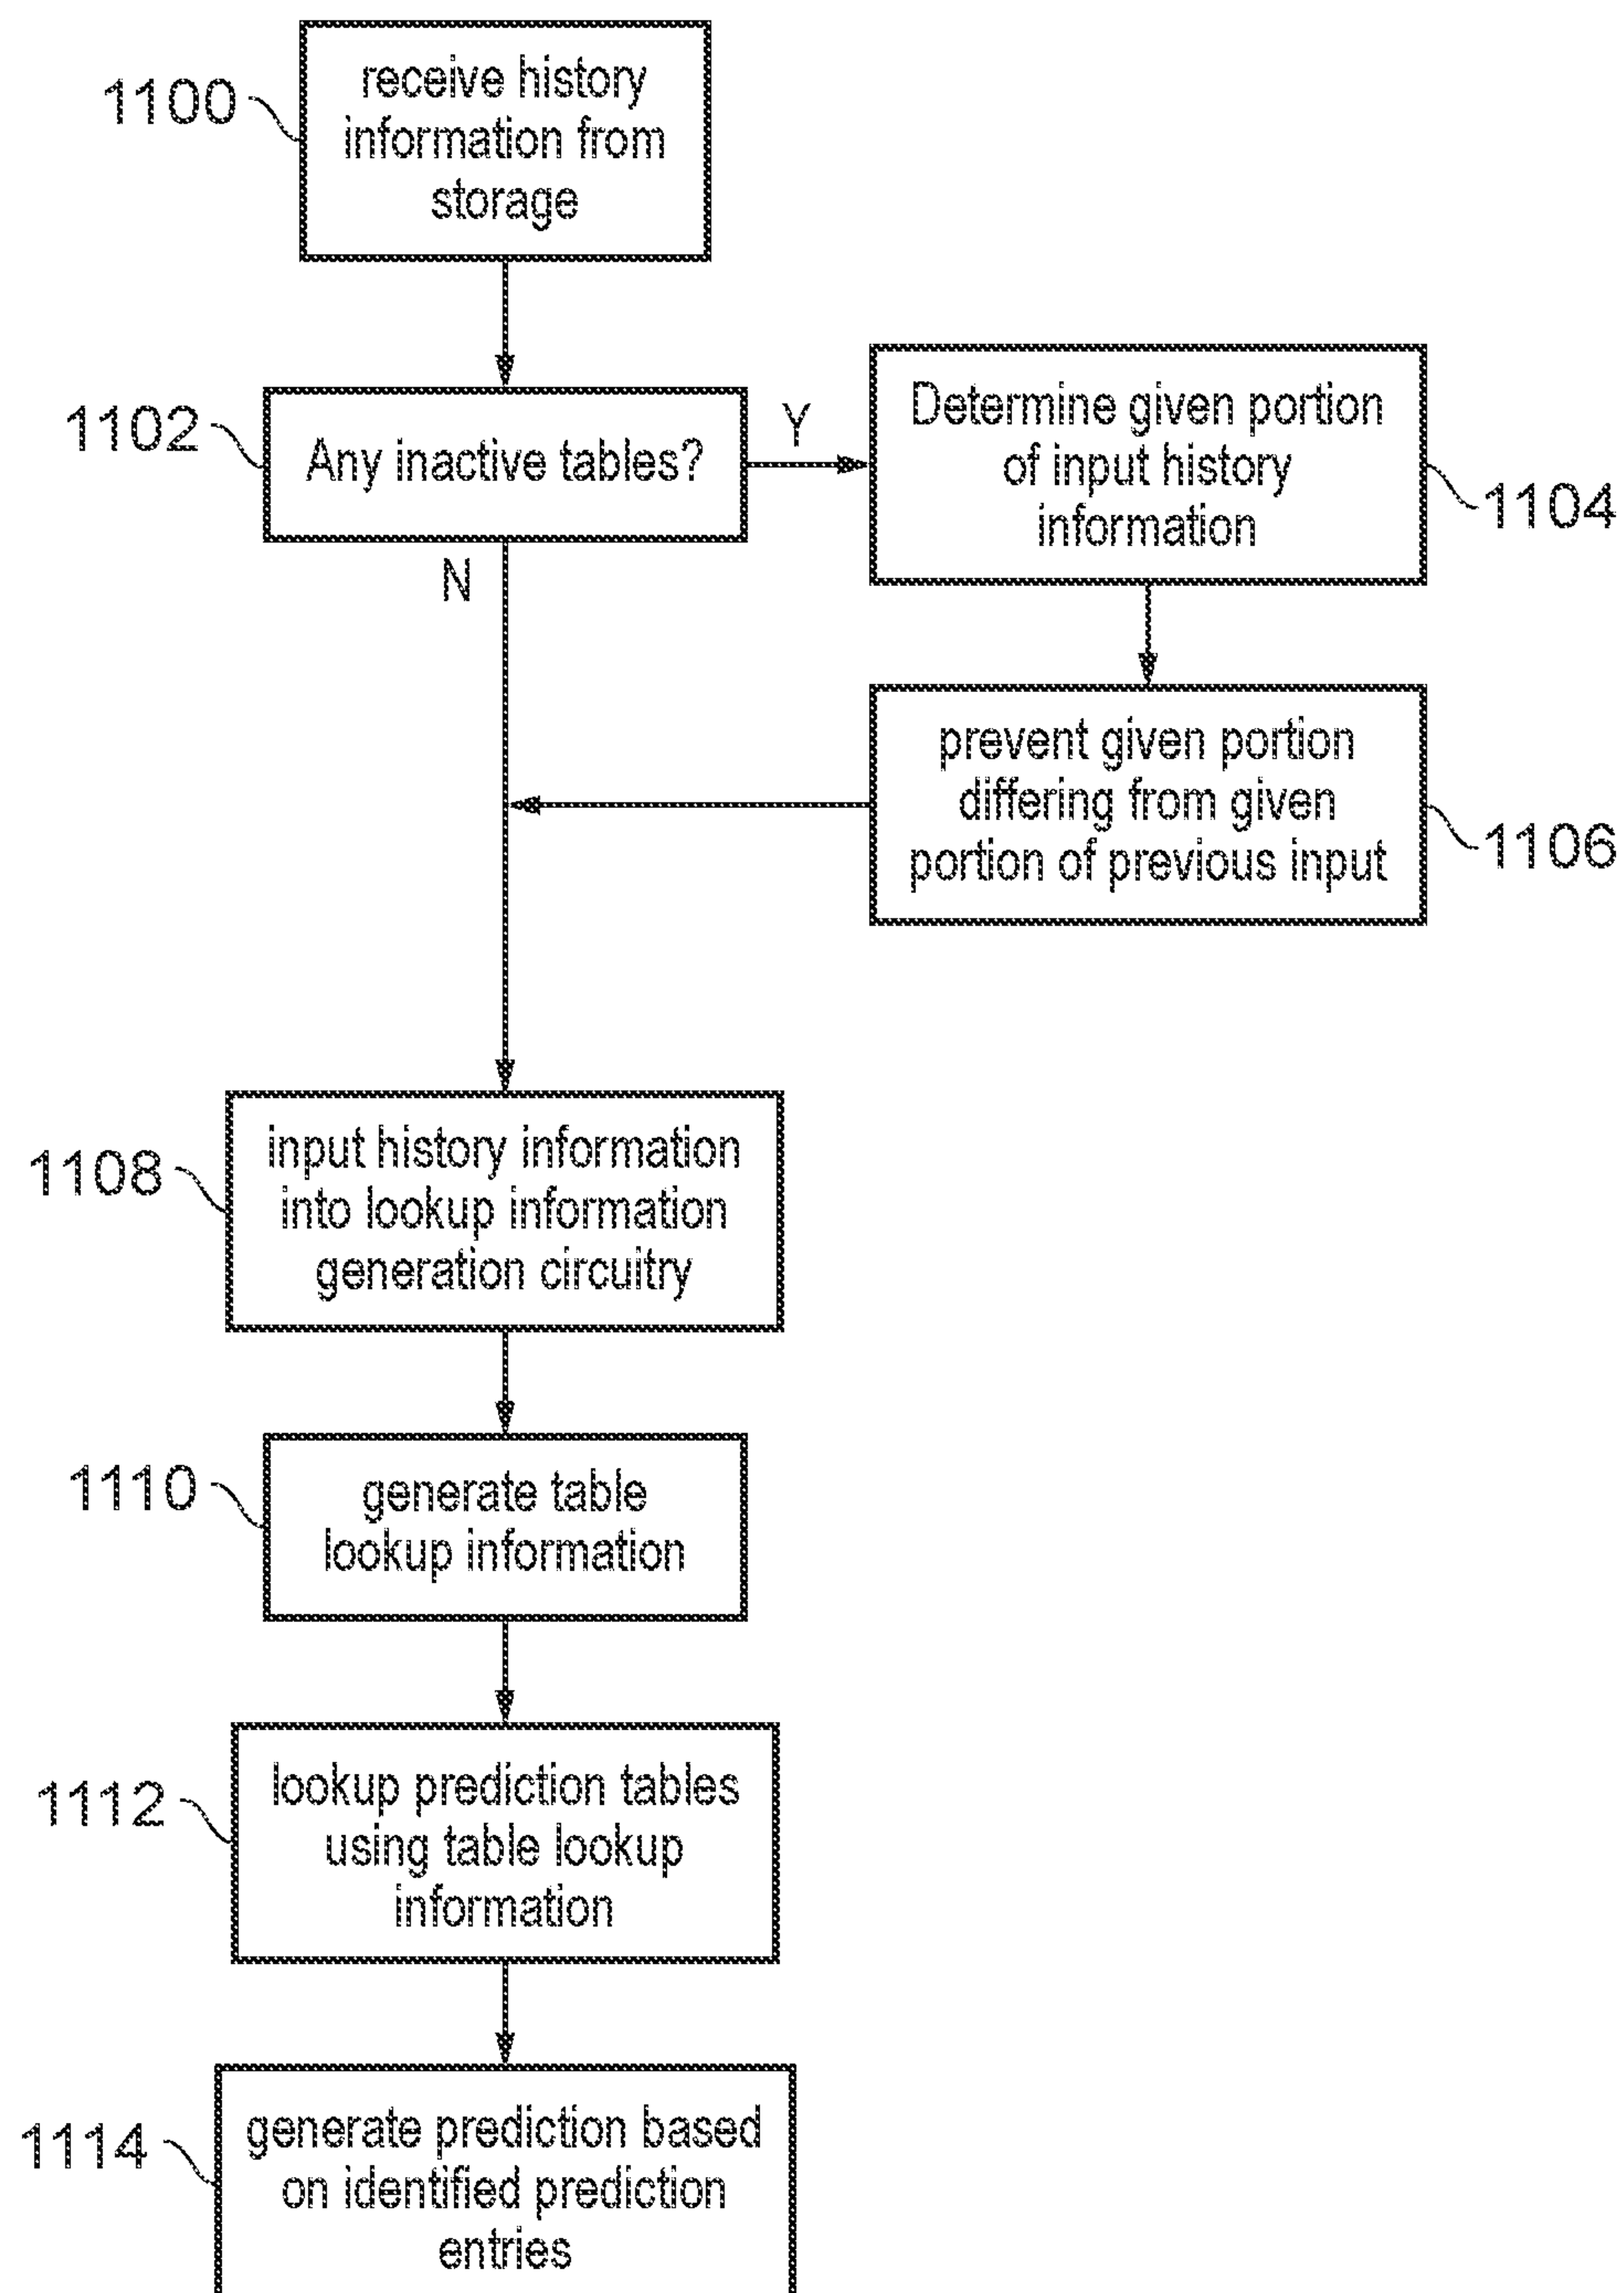 1100
receive history
information from
storage
1102
Any inactive tables?
Y
N
Determine given portion
of input history
information
1104
prevent given portion
differing from given
portion of previous input
1106
1108
input history information
into lookup information
generation circuitry
1110
generate table
lookup information
1112
lookup prediction tables
using table lookup
information
1114
generate prediction based
on identified prediction
entries